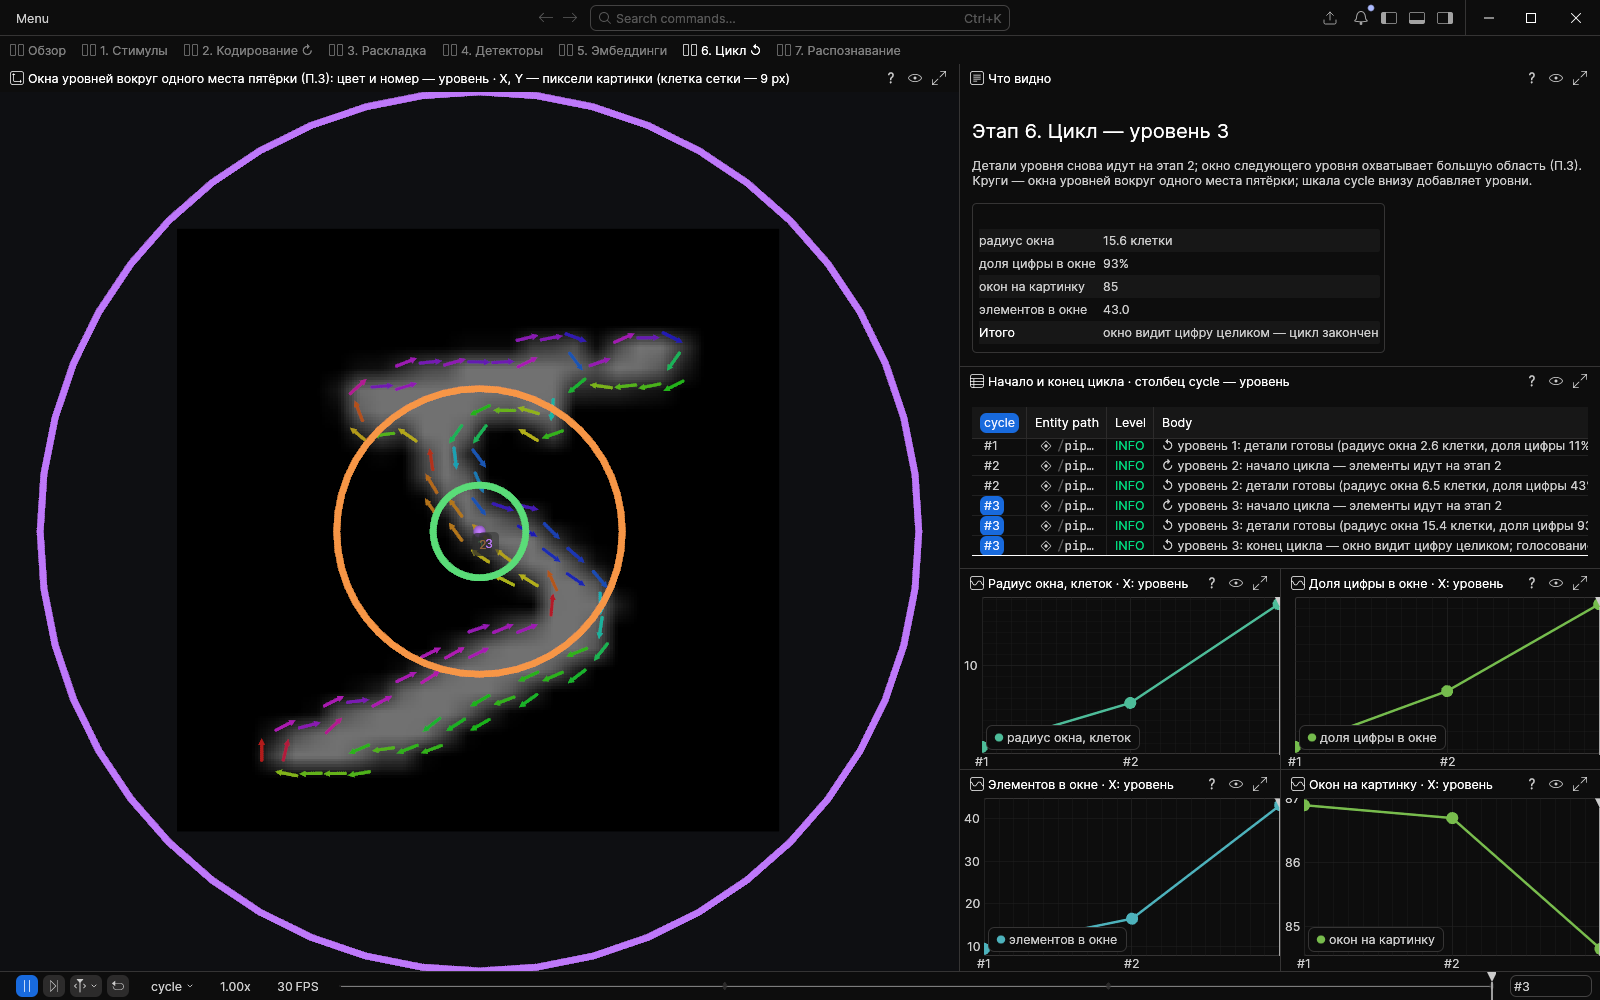 Menu
Search commands...
Ctrl+K
Обзор
1. Стимулы
2. Кодирование
3. Раскладка
4. Детекторы
5. Эмбеддинги
6. Цикл
7. Распознавание
Окна уровней вокруг одного места пятёрки (П.3): цвет и номер — уровень · X, Y — пиксели картинки (клетка сетки — 9 px)
3
Что видно
Этап 6. Цикл — уровень 3
Детали уровня снова идут на этап 2; окно следующего уровня охватывает большую область (П.3).
Круги — окна уровней вокруг одного места пятёрки; шкала cycle внизу добавляет уровни.
радиус окна 15.6 клетки
доля цифры в окне 93%
окон на картинку 85
элементов в окне 43.0
Итого окно видит цифру целиком — цикл закончен
Начало и конец цикла · столбец cycle — уровень
cycle Entity path Level Body
#1 /pip... INFO уровень 1: детали готовы (радиус окна 2.6 клетки, доля цифры 11%
#2 /pip... INFO уровень 2: начало цикла — элементы идут на этап 2
#2 /pip... INFO уровень 2: детали готовы (радиус окна 6.5 клетки, доля цифры 43%
#3 /pip... INFO уровень 3: начало цикла — элементы идут на этап 2
#3 /pip... INFO уровень 3: детали готовы (радиус окна 15.4 клетки, доля цифры 93
#3 /pip... INFO уровень 3: конец цикла — окно видит цифру целиком; голосовани
Радиус окна, клеток · X: уровень
10
радиус окна, клеток
#1 #2
Доля цифры в окне · X: уровень
доля цифры в окне
#1 #2
Элементов в окне · X: уровень
40
30
20
10
элементов в окне
#1 #2
Окон на картинку · X: уровень
87
86
85
окон на картинку
#1 #2
cycle
1.00x
30 FPS
#3